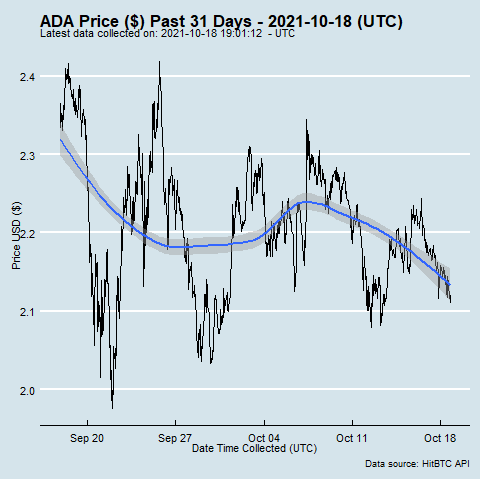 ADA Price ($) Past 31 Days - 2021-10-18 (UTC)
Latest data collected on: 2021-10-18 19:01:12 - UTC
2.4
2.3
2.2
2.1
2.0
Price USD ($)
Sep 20 Sep 27 Oct 04 Oct 11 Oct 18
Date Time Collected (UTC)
Data source: HitBTC API